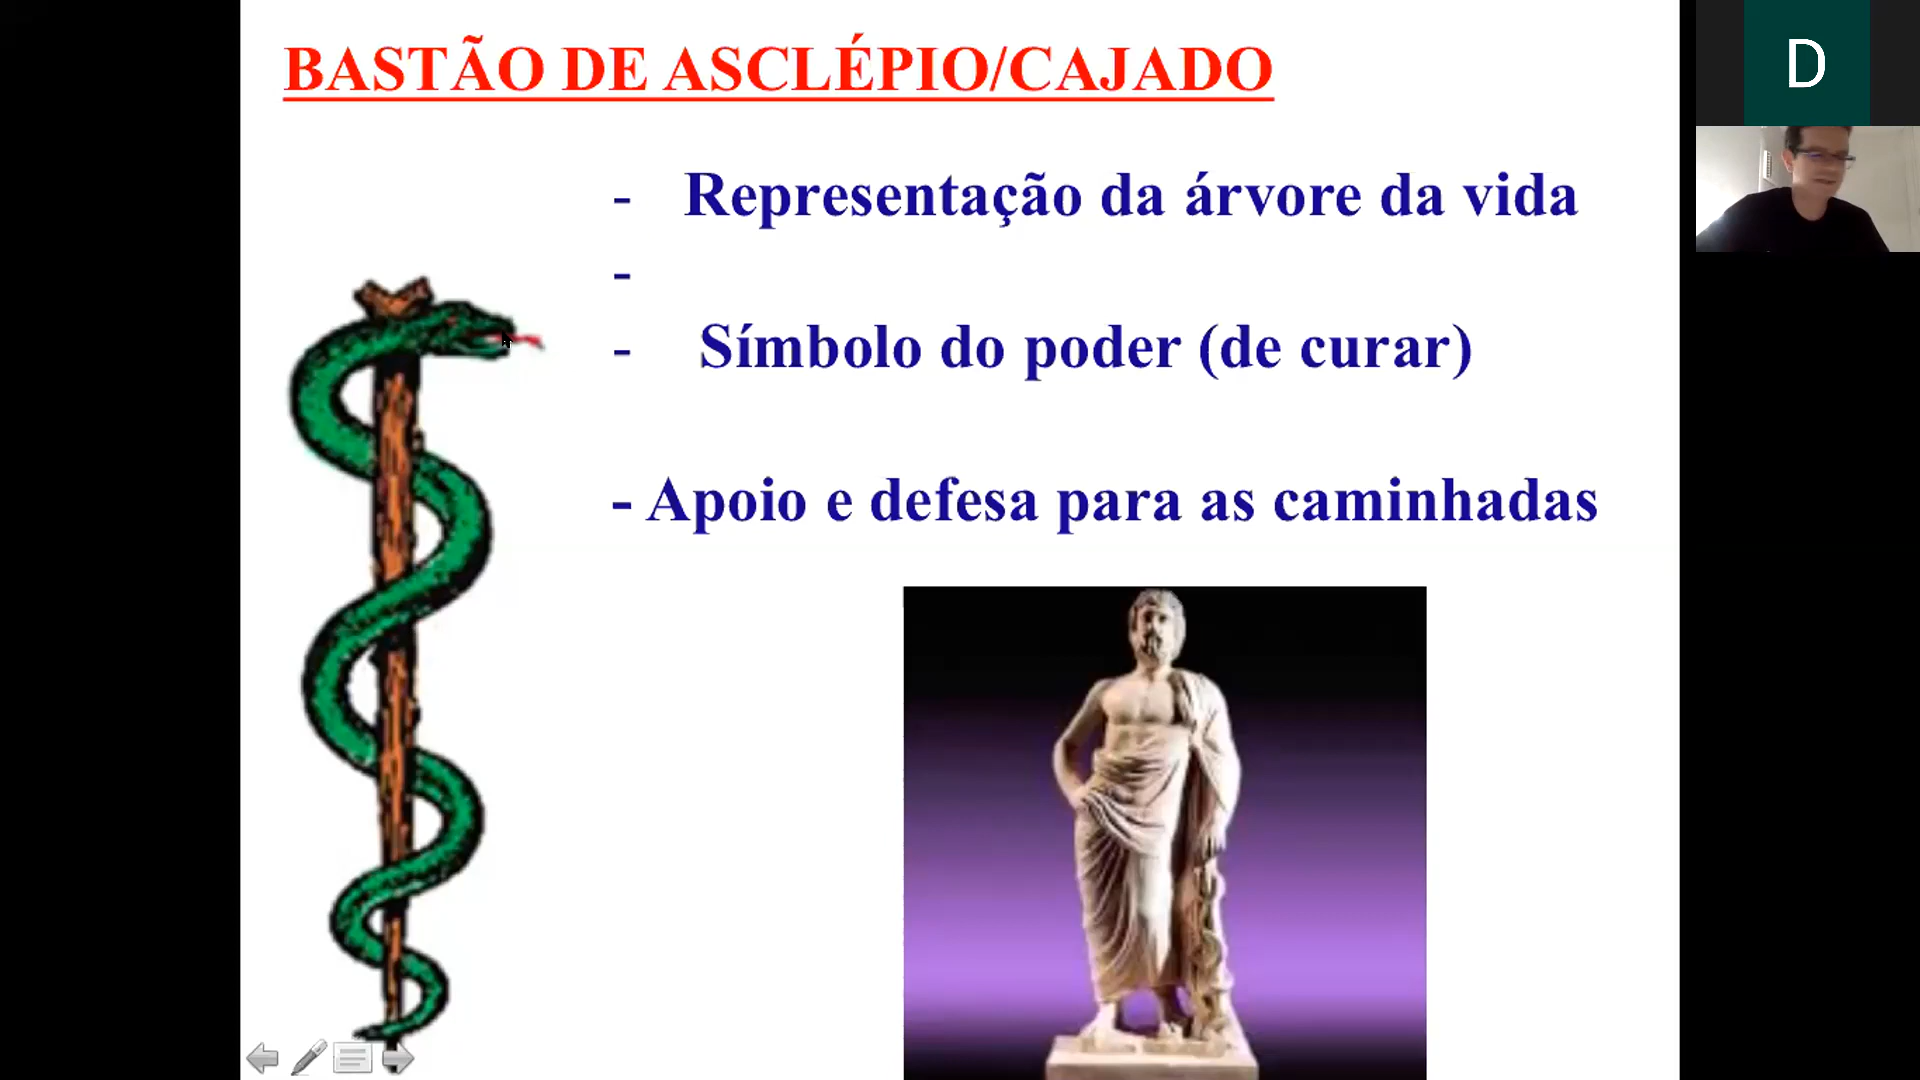 BASTÃO DE ASCLÉPIO/CAJADO
- Representação da árvore da vida
-
- Símbolo do poder (de curar)
- Apoio e defesa para as caminhadas
D